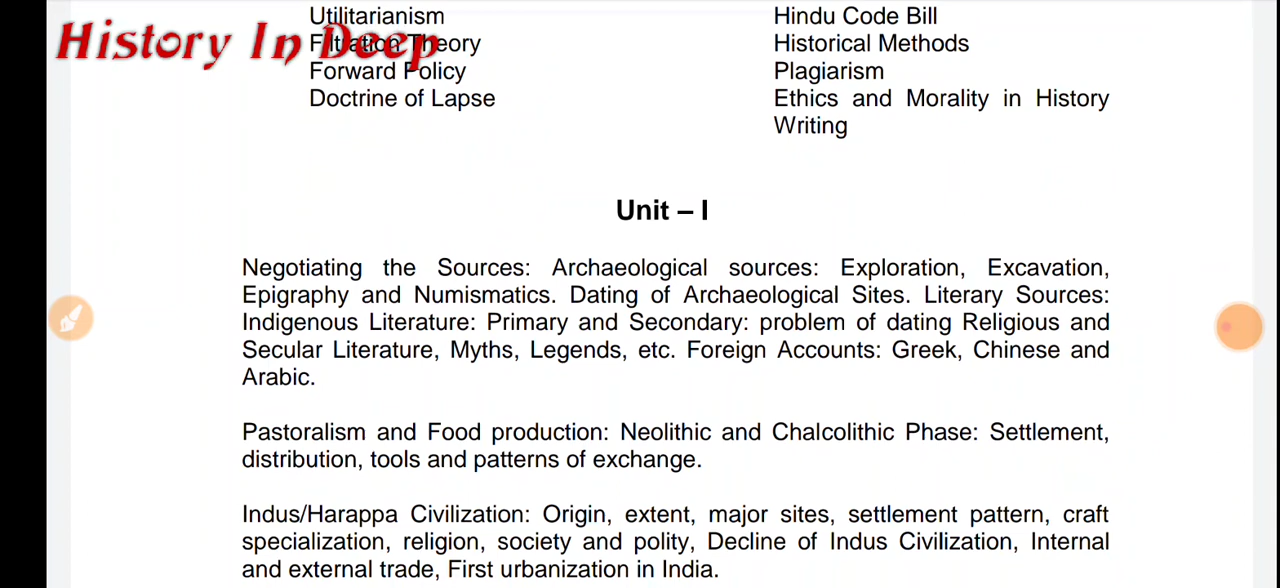 History In Deep
Utilitarianism
Filtration Theory
Forward Policy
Doctrine of Lapse
Hindu Code Bill
Historical Methods
Plagiarism
Ethics and Morality in History
Writing
Unit – I
Negotiating the Sources: Archaeological sources: Exploration, Excavation,
Epigraphy and Numismatics. Dating of Archaeological Sites. Literary Sources:
Indigenous Literature: Primary and Secondary: problem of dating Religious and
Secular Literature, Myths, Legends, etc. Foreign Accounts: Greek, Chinese and
Arabic.
Pastoralism and Food production: Neolithic and Chalcolithic Phase: Settlement,
distribution, tools and patterns of exchange.
Indus/Harappa Civilization: Origin, extent, major sites, settlement pattern, craft
specialization, religion, society and polity, Decline of Indus Civilization, Internal
and external trade, First urbanization in India.